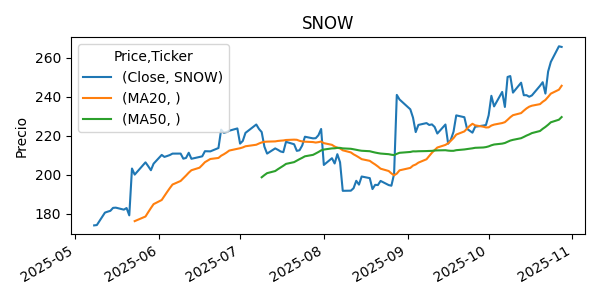 SNOW
Precio
Price,Ticker
(Close, SNOW)
(MA20, )
(MA50, )
260
240
220
200
180
2025-05
2025-06
2025-07
2025-08
2025-09
2025-10
2025-11